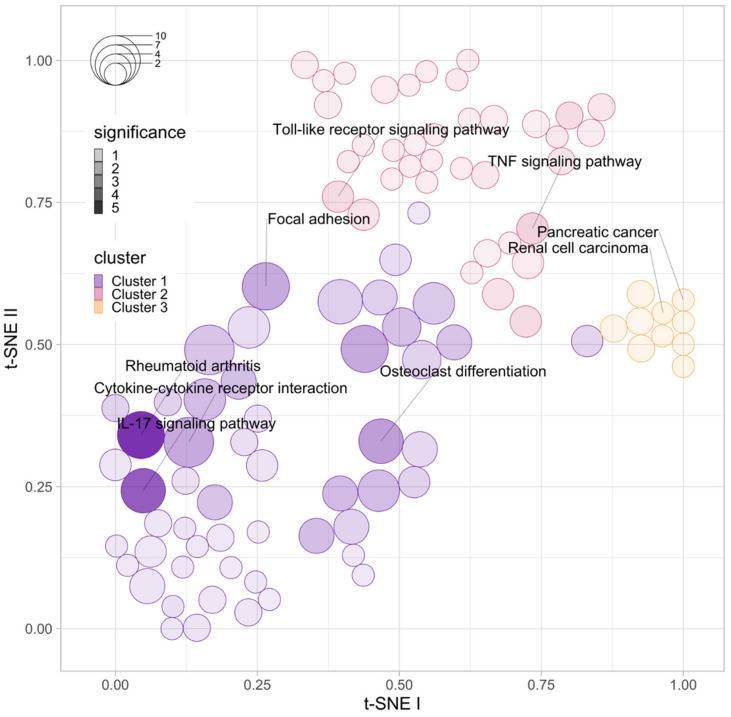 10
7
4
2
significance
1
2
3
4
5
cluster
Cluster 1
Cluster 2
Cluster 3
Toll-like receptor signaling pathway
TNF signaling pathway
Focal adhesion
Pancreatic cancer
Renal cell carcinoma
Rheumatoid arthritis
Osteoclast differentiation
Cytokine-cytokine receptor interaction
IL-17 signaling pathway
t-SNE II
1.00
0.75
0.50
0.25
0.00
0.00 0.25 0.50 0.75 1.00
t-SNE I